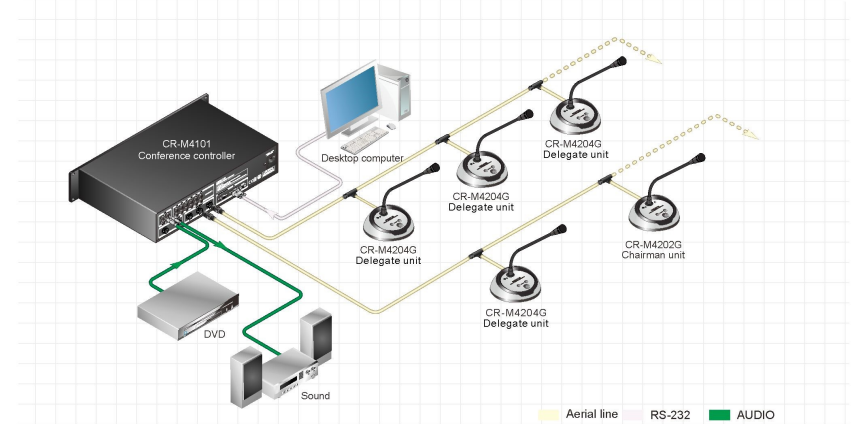 CR-M4101
Conference controller
Desktop computer
CR-M4204G
Delegate unit
CR-M4204G
Delegate unit
CR-M4204G
Delegate unit
CR-M4202G
Chairman unit
CR-M4204G
Delegate unit
DVD
Sound
Aerial line
RS-232
AUDIO